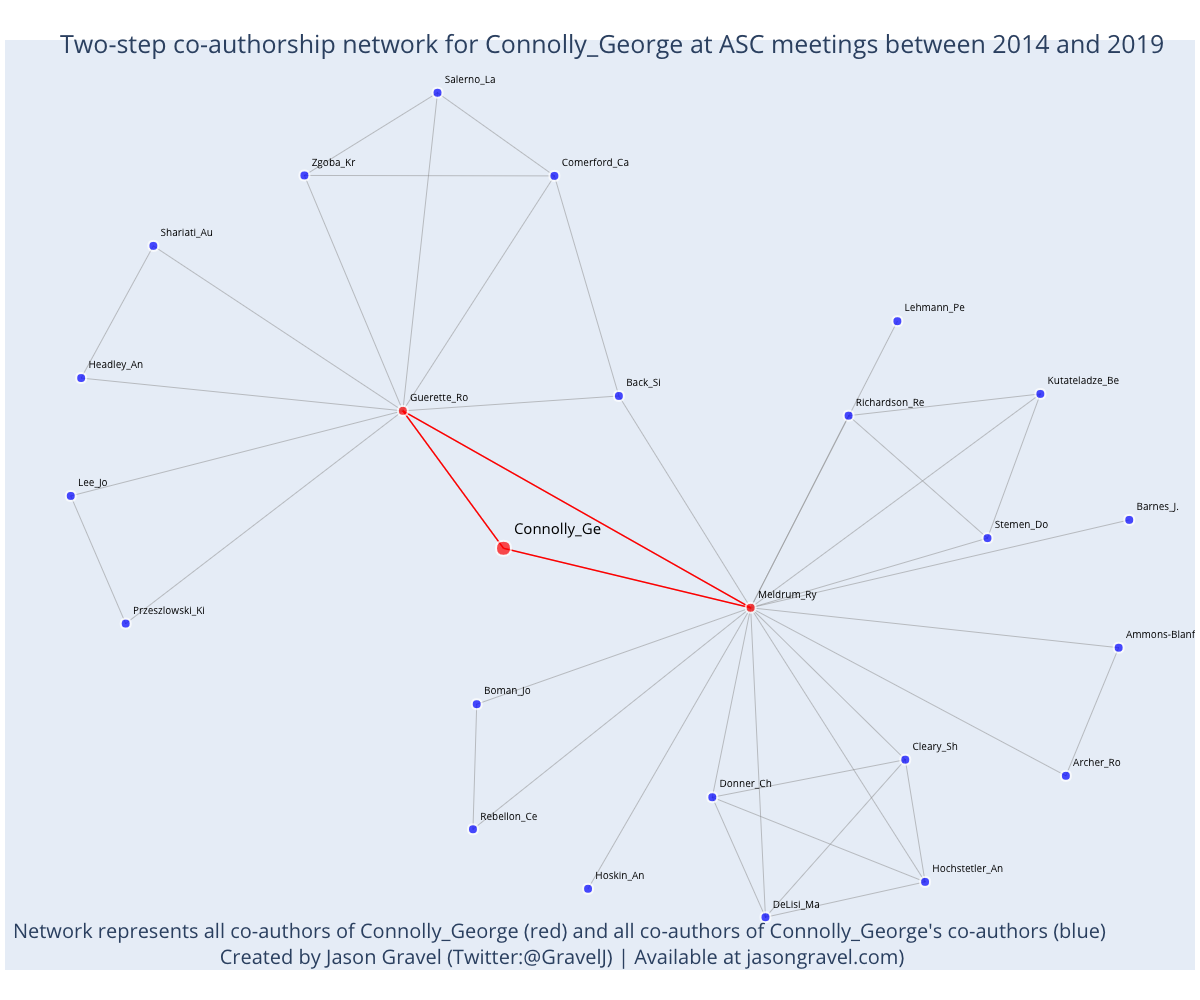 Two-step co-authorship network for Connolly_George at ASC meetings between 2014 and 2019
Salerno_La
Zgoba_Kr
Comerford_Ca
Shariati_Au
Lehmann_Pe
Headley_An
Back_Si
Kutateladze_Be
Guerette_Ro
Richardson_Re
Lee_Jo
Barnes_J.
Connolly_Ge
Stemen_Do
Meldrum_Ry
Przeszlowski_Ki
Ammons-Blanf
Boman_Jo
Cleary_Sh
Archer_Ro
Donner_Ch
Rebellon_Ce
Hoskin_An
Hochstetler_An
DeLisi_Ma
Network represents all co-authors of Connolly_George (red) and all co-authors of Connolly_George's co-authors (blue)
Created by Jason Gravel (Twitter:@GravelJ) | Available at jasongravel.com)